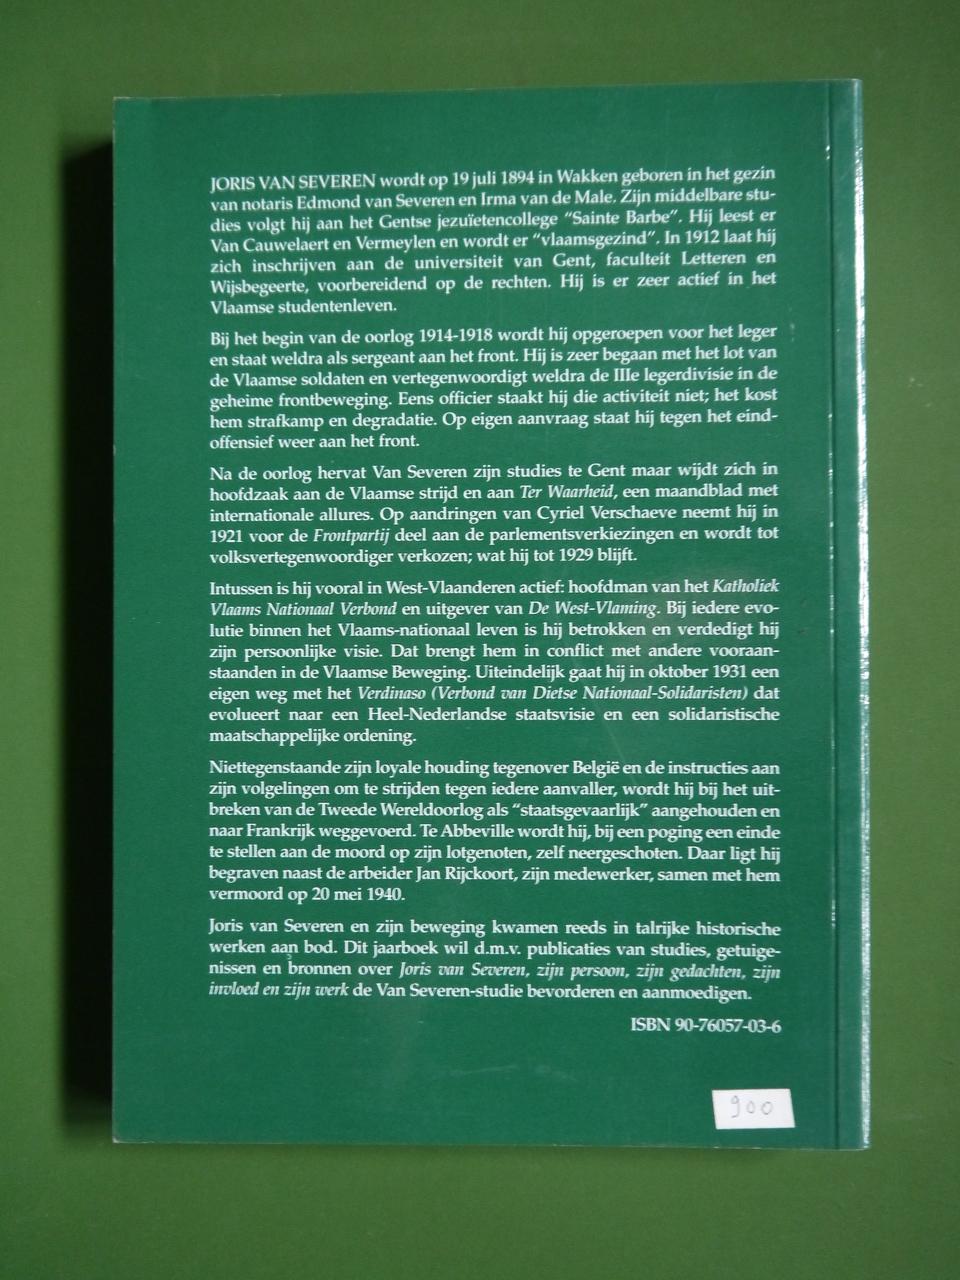 JORIS VAN SEVEREN wordt op 19 juli 1894 in Wakken geboren in het gezin
van notaris Edmond van Severen en Irma van de Male. Zijn middelbare stu-
dies volgt hij aan het Gentse jezuïetencollege “Sainte Barbe”. Hij leest er
Van Cauwelaert en Vermeylen en wordt er “vlaamsgezind”. In 1912 laat hij
zich inschrijven aan de universiteit van Gent, faculteit Letteren en
Wijsbegeerte, voorbereidend op de rechten. Hij is er zeer actief in het
Vlaamse studentenleven.
Bij het begin van de oorlog 1914-1918 wordt hij opgeroepen voor het leger
en staat weldra als sergeant aan het front. Hij is zeer begaan met het lot van
de Vlaamse soldaten en vertegenwoordigt weldra de IIIe legerdivisie in de
geheime frontbeweging. Eens officier staakt hij die activiteit niet; het kost
hem strafkamp en degradatie. Op eigen aanvraag staat hij tegen het eind-
offensief weer aan het front.
Na de oorlog hervat Van Severen zijn studies te Gent maar wijdt zich in
hoofdzaak aan de Vlaamse strijd en aan Ter Waarheid, een maandblad met
internationale allures. Op aandringen van Cyriel Verschaeve neemt hij in
1921 voor de Frontpartij deel aan de parlementsverkiezingen en wordt tot
volksvertegenwoordiger verkozen; wat hij tot 1929 blijft.
Intussen is hij vooral in West-Vlaanderen actief: hoofdman van het Katholiek
Vlaams Nationaal Verbond en uitgever van De West-Vlaming. Bij iedere evo-
lutie binnen het Vlaams-nationaal leven is hij betrokken en verdedigt hij
zijn persoonlijke visie. Dat brengt hem in conflict met andere vooraan-
staanden in de Vlaamse Beweging. Uiteindelijk gaat hij in oktober 1931 een
eigen weg met het Verdinaso (Verbond van Dietse Nationaal-Solidaristen) dat
evolueert naar een Heel-Nederlandse staatsvisie en een solidaristische
maatschappelijke ordening.
Niettegenstaande zijn loyale houding tegenover België en de instructies aan
zijn volgelingen om te strijden tegen iedere aanvaller, wordt hij bij het uit-
breken van de Tweede Wereldoorlog als “staatsgevaarlijk” aangehouden en
naar Frankrijk weggevoerd. Te Abbeville wordt hij, bij een poging een einde
te stellen aan de moord op zijn lotgenoten, zelf neergeschoten. Daar ligt hij
begraven naast de arbeider Jan Rijckoort, zijn medewerker, samen met hem
vermoord op 20 mei 1940.
Joris van Severen en zijn beweging kwamen reeds in talrijke historische
werken aan bod. Dit jaarboek wil d.m.v. publicaties van studies, getuige-
nissen en bronnen over Joris van Severen, zijn persoon, zijn gedachten, zijn
invloed en zijn werk de Van Severen-studie bevorderen en aanmoedigen.
ISBN 90-76057-03-6
900